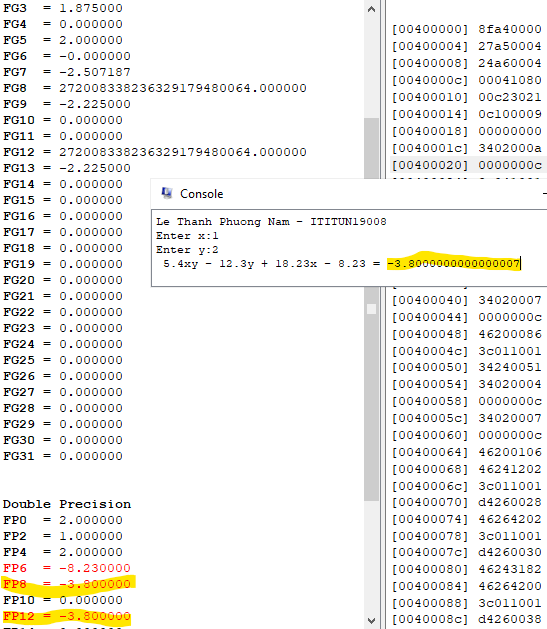 FG3  = 1.875000
FG4  = 0.000000
FG5  = 2.000000
FG6  = -0.000000
FG7  = -2.507187
FG8  = 272008338236329179480064.000000
FG9  = -2.225000
FG10 = 0.000000
FG11 = 0.000000
FG12 = 272008338236329179480064.000000
FG13 = -2.225000
FG14 = 0.000000
FG15 = 0.000000
FG16 = 0.000000
FG17 = 0.000000
FG18 = 0.000000
FG19 = 0.000000
FG20 = 0.000000
FG21 = 0.000000
FG22 = 0.000000
FG23 = 0.000000
FG24 = 0.000000
FG25 = 0.000000
FG26 = 0.000000
FG27 = 0.000000
FG28 = 0.000000
FG29 = 0.000000
FG30 = 0.000000
FG31 = 0.000000
Double Precision
FP0  = 2.000000
FP2  = 1.000000
FP4  = 2.000000
FP6  = -8.230000
FP8  = -3.800000
FP10 = 0.000000
FP12 = -3.800000
Console
Le Thanh Phuong Nam - ITITUN19008
Enter x:1
Enter y:2
5.4xy - 12.3y + 18.23x - 8.23 = -3.8000000000000007
[00400000] 8fa40000
[00400004] 27a50004
[00400008] 24a60004
[0040000c] 00041080
[00400010] 00c23021
[00400014] 0c100009
[00400018] 00000000
[0040001c] 3402000a
[00400020] 0000000c
[00400040] 34020007
[00400044] 0000000c
[00400048] 46200086
[0040004c] 3c011001
[00400050] 34240051
[00400054] 34020004
[00400058] 0000000c
[0040005c] 34020007
[00400060] 0000000c
[00400064] 46200106
[00400068] 46241202
[0040006c] 3c011001
[00400070] d4260028
[00400074] 46264202
[00400078] 3c011001
[0040007c] d4260030
[00400080] 46243182
[00400084] 46264200
[00400088] 3c011001
[0040008c] d4260038